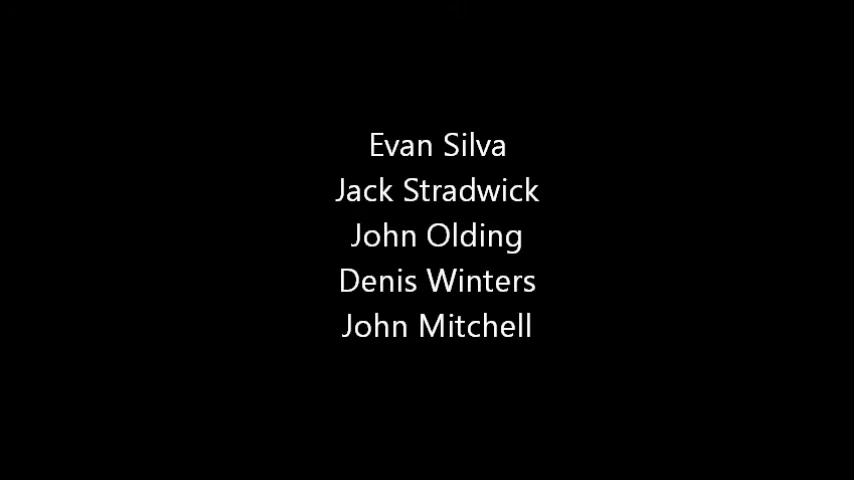 Evan Silva
Jack Stradwick
John Olding
Denis Winters
John Mitchell